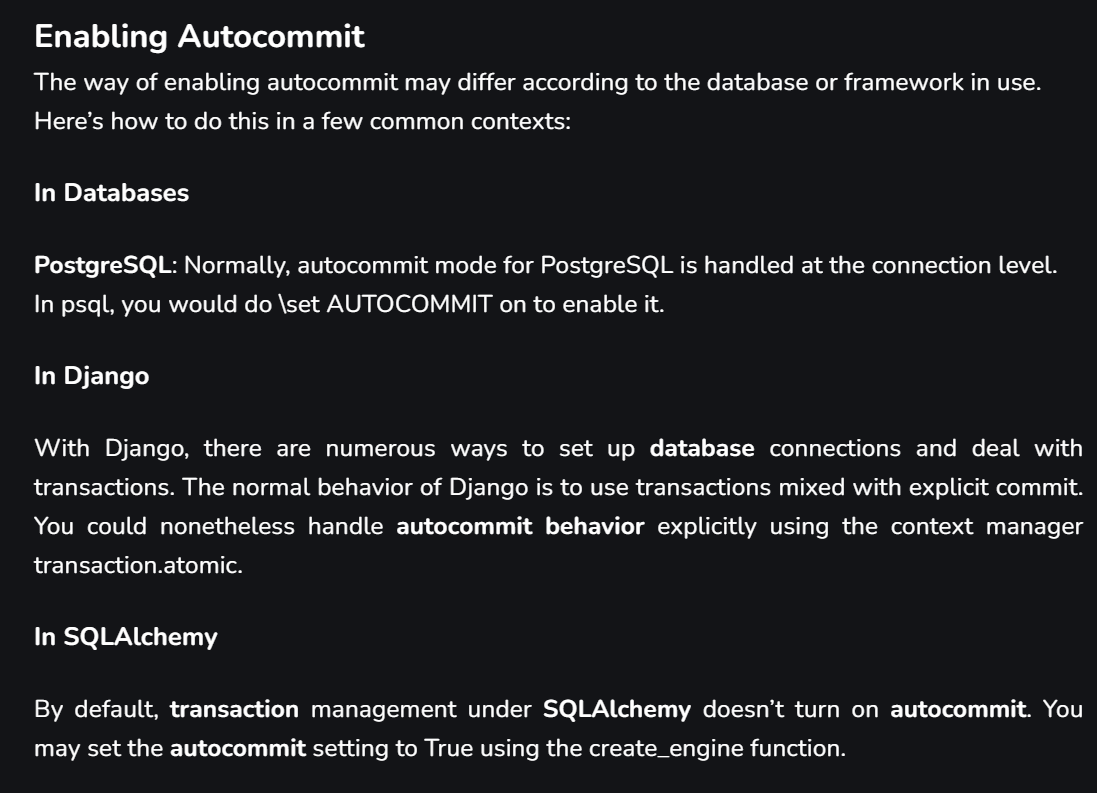 Enabling Autocommit
The way of enabling autocommit may differ according to the database or framework in use.
Here’s how to do this in a few common contexts:
In Databases
PostgreSQL: Normally, autocommit mode for PostgreSQL is handled at the connection level.
In psql, you would do \set AUTOCOMMIT on to enable it.
In Django
With Django, there are numerous ways to set up database connections and deal with
transactions. The normal behavior of Django is to use transactions mixed with explicit commit.
You could nonetheless handle autocommit behavior explicitly using the context manager
transaction.atomic.
In SQLAlchemy
By default, transaction management under SQLAlchemy doesn’t turn on autocommit. You
may set the autocommit setting to True using the create_engine function.